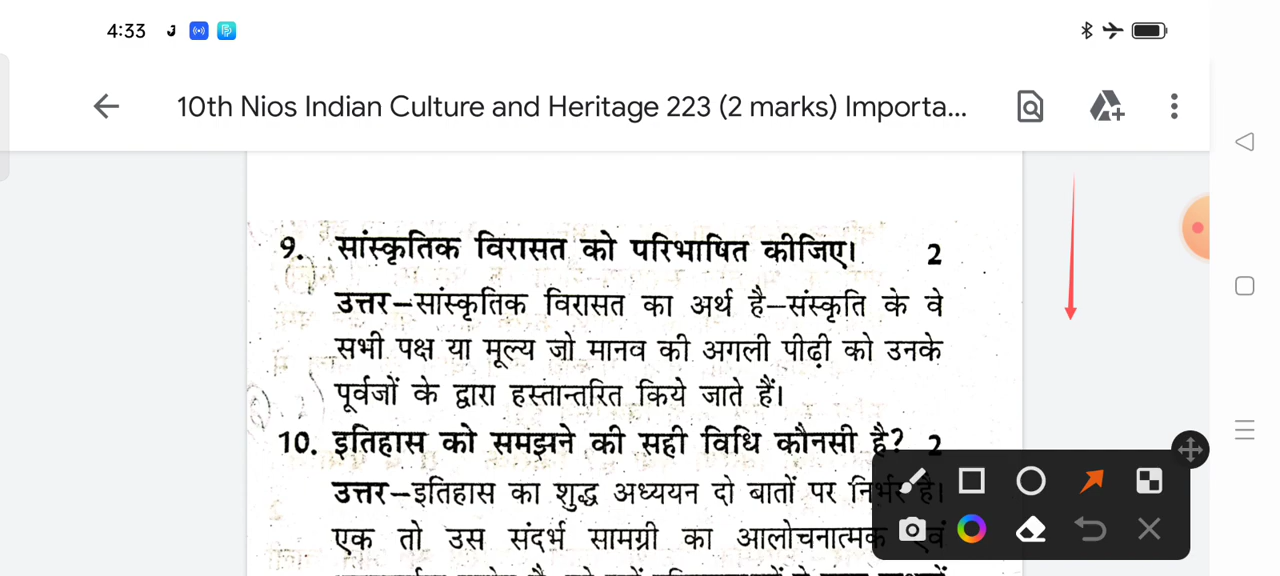 4:33
10th Nios Indian Culture and Heritage 223 (2 marks) Importa...
9. सांस्कृतिक विरासत को परिभाषित कीजिए। 2
उत्तर–सांस्कृतिक विरासत का अर्थ है–संस्कृति के वे
सभी पक्ष या मूल्य जो मानव की अगली पीढ़ी को उनके
पूर्वजों के द्वारा हस्तान्तरित किये जाते हैं।
10. इतिहास को समझने की सही विधि कौनसी है? 2
उत्तर–इतिहास का शुद्ध अध्ययन दो बातों पर निर्भर है।
एक तो उस संदर्भ सामग्री का आलोचनात्मक एवं